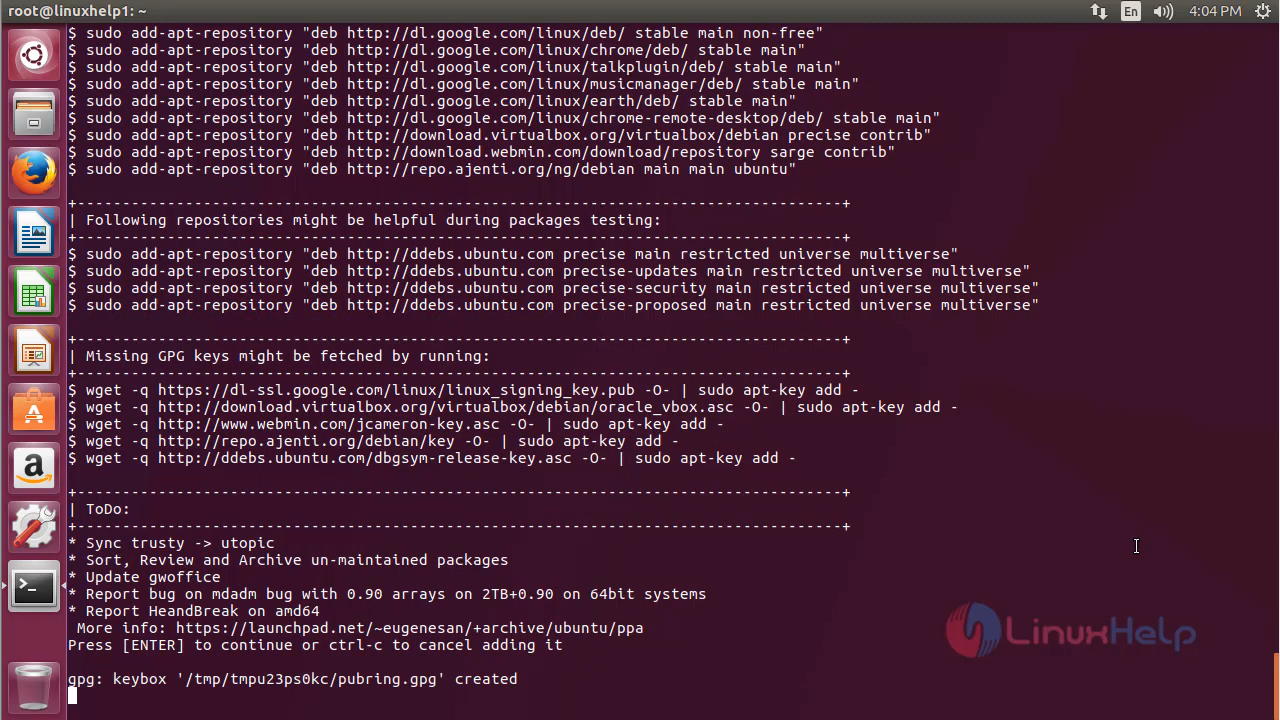 root@linuxhelp1: ~
En
4:04 PM
$ sudo add-apt-repository "deb http://dl.google.com/linux/deb/ stable main non-free"
$ sudo add-apt-repository "deb http://dl.google.com/linux/chrome/deb/ stable main"
$ sudo add-apt-repository "deb http://dl.google.com/linux/talkplugin/deb/ stable main"
$ sudo add-apt-repository "deb http://dl.google.com/linux/musicmanager/deb/ stable main"
$ sudo add-apt-repository "deb http://dl.google.com/linux/earth/deb/ stable main"
$ sudo add-apt-repository "deb http://dl.google.com/linux/chrome-remote-desktop/deb/ stable main"
$ sudo add-apt-repository "deb http://download.virtualbox.org/virtualbox/debian precise contrib"
$ sudo add-apt-repository "deb http://download.webmin.com/download/repository sarge contrib"
$ sudo add-apt-repository "deb http://repo.ajenti.org/ng/debian main main ubuntu"
+-------------------------------------------------------------------------------------+
| Following repositories might be helpful during packages testing:
+-------------------------------------------------------------------------------------+
$ sudo add-apt-repository "deb http://ddebs.ubuntu.com precise main restricted universe multiverse"
$ sudo add-apt-repository "deb http://ddebs.ubuntu.com precise-updates main restricted universe multiverse"
$ sudo add-apt-repository "deb http://ddebs.ubuntu.com precise-security main restricted universe multiverse"
$ sudo add-apt-repository "deb http://ddebs.ubuntu.com precise-proposed main restricted universe multiverse"
+-------------------------------------------------------------------------------------+
| Missing GPG keys might be fetched by running:
+-------------------------------------------------------------------------------------+
$ wget -q https://dl-ssl.google.com/linux/linux_signing_key.pub -O- | sudo apt-key add -
$ wget -q http://download.virtualbox.org/virtualbox/debian/oracle_vbox.asc -O- | sudo apt-key add -
$ wget -q http://www.webmin.com/jcameron-key.asc -O- | sudo apt-key add -
$ wget -q http://repo.ajenti.org/debian/key -O- | sudo apt-key add -
$ wget -q http://ddebs.ubuntu.com/dbgsym-release-key.asc -O- | sudo apt-key add -
+-------------------------------------------------------------------------------------+
| ToDo:
+-------------------------------------------------------------------------------------+
* Sync trusty -> utopic
* Sort, Review and Archive un-maintained packages
* Update gwoffice
* Report bug on mdadm bug with 0.90 arrays on 2TB+0.90 on 64bit systems
* Report HeandBreak on amd64
More info: https://launchpad.net/~eugenesan/+archive/ubuntu/ppa
Press [ENTER] to continue or ctrl-c to cancel adding it
gpg: keybox '/tmp/tmpu23ps0kc/pubring.gpg' created
LinuxHelp